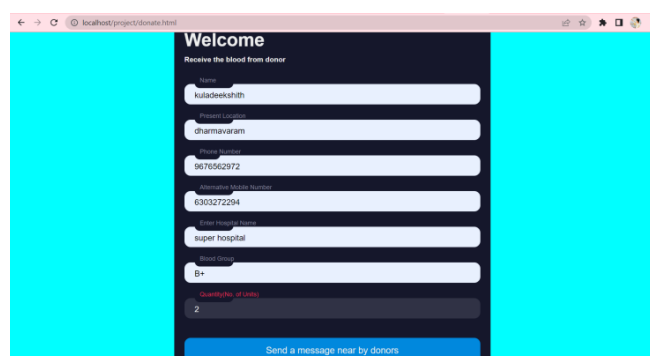 localhost/project/donate.html
Welcome
Receive the blood from donor
Name
kuladeekshith
Present Location
dharmavaram
Phone Number
9676562972
Alternative Mobile Number
6303272294
Enter Hospital Name
super hospital
Blood Group
B+
Quantity(No. of Units)
2
Send a message near by donors